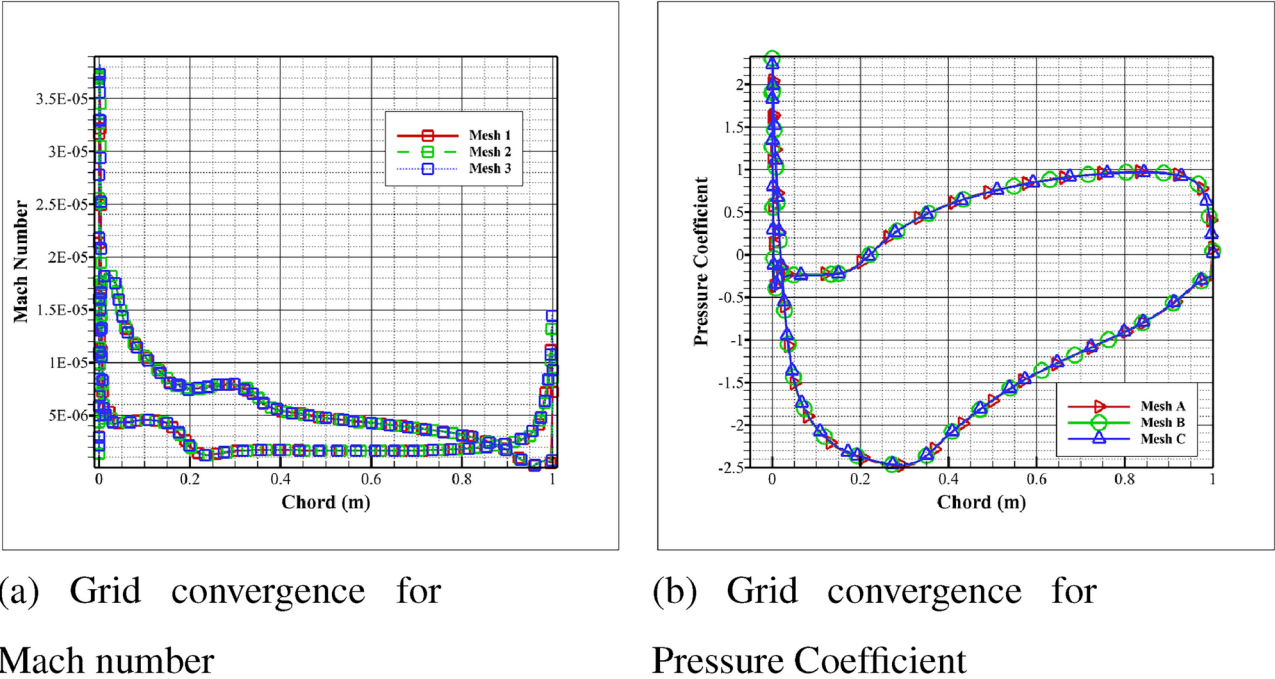 3.5E-05
3E-05
2.5E-05
2E-05
1.5E-05
1E-05
5E-06
Mach Number
0 0.2 0.4 0.6 0.8 1
Chord (m)
Mesh 1
Mesh 2
Mesh 3
2
1.5
1
0.5
0
-0.5
-1
-1.5
-2
-2.5
Pressure Coefficient
0 0.2 0.4 0.6 0.8 1
Chord (m)
Mesh A
Mesh B
Mesh C
(a) Grid convergence for
Mach number
(b) Grid convergence for
Pressure Coefficient